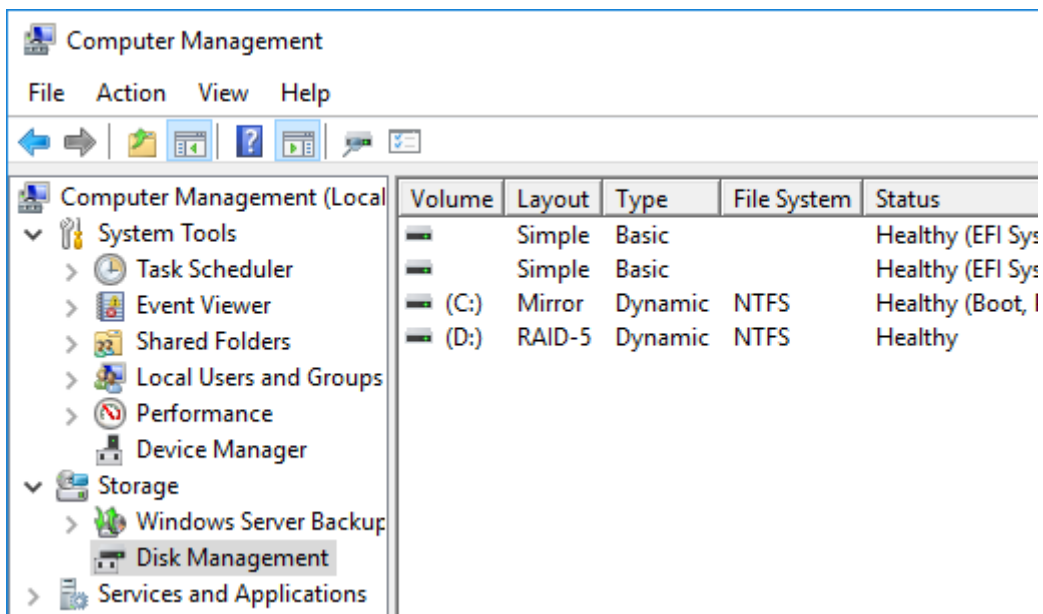 Computer Management
File Action View Help
Computer Management (Local
System Tools
Task Scheduler
Event Viewer
Shared Folders
Local Users and Groups
Performance
Device Manager
Storage
Windows Server Backup
Disk Management
Services and Applications
Volume Layout Type File System Status
Simple Basic Healthy (EFI Sys
Simple Basic Healthy (EFI Sys
(C:) Mirror Dynamic NTFS Healthy (Boot,
(D:) RAID-5 Dynamic NTFS Healthy